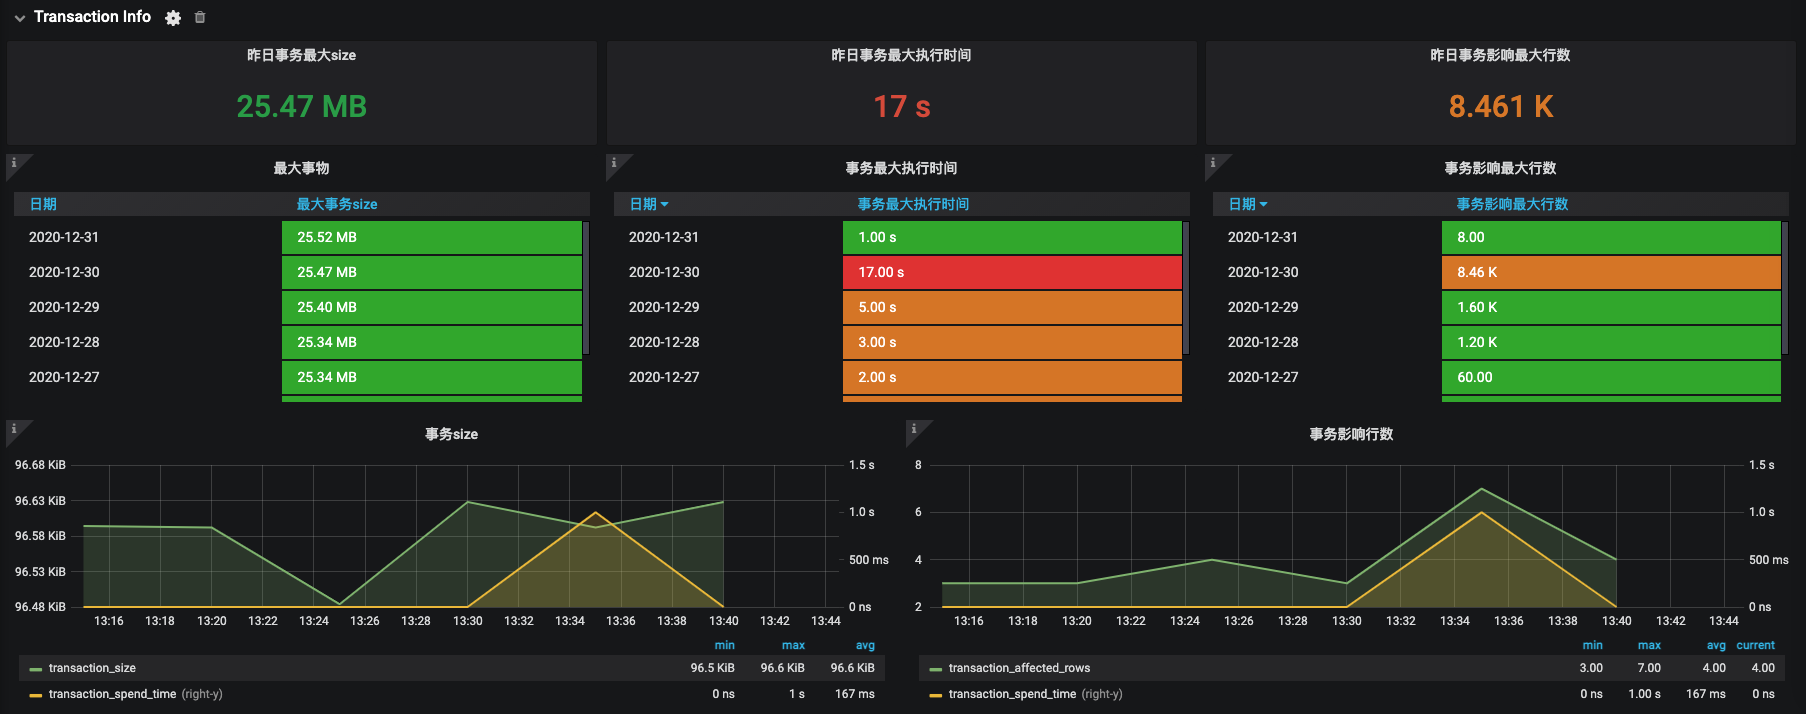 Transaction Info
昨日事务最大size
25.47 MB
昨日事务最大执行时间
17 s
昨日事务影响最大行数
8.461 K
最大事物
日期 最大事务size
2020-12-31 25.52 MB
2020-12-30 25.47 MB
2020-12-29 25.40 MB
2020-12-28 25.34 MB
2020-12-27 25.34 MB
事务最大执行时间
日期 事务最大执行时间
2020-12-31 1.00 s
2020-12-30 17.00 s
2020-12-29 5.00 s
2020-12-28 3.00 s
2020-12-27 2.00 s
事务影响最大行数
日期 事务影响最大行数
2020-12-31 8.00
2020-12-30 8.46 K
2020-12-29 1.60 K
2020-12-28 1.20 K
2020-12-27 60.00
事务size
96.68 KiB 1.5 s
96.63 KiB 1.0 s
96.58 KiB 500 ms
96.53 KiB
96.48 KiB 0 ns
13:16 13:18 13:20 13:22 13:24 13:26 13:28 13:30 13:32 13:34 13:36 13:38 13:40 13:42 13:44
min max avg
transaction_size 96.5 KiB 96.6 KiB 96.6 KiB
transaction_spend_time (right-y) 0 ns 1 s 167 ms
事务影响行数
8 1.5 s
6 1.0 s
4 500 ms
2 0 ns
13:16 13:18 13:20 13:22 13:24 13:26 13:28 13:30 13:32 13:34 13:36 13:38 13:40 13:42 13:44
min max avg current
transaction_affected_rows 3.00 7.00 4.00 4.00
transaction_spend_time (right-y) 0 ns 1.00 s 167 ms 0 ns